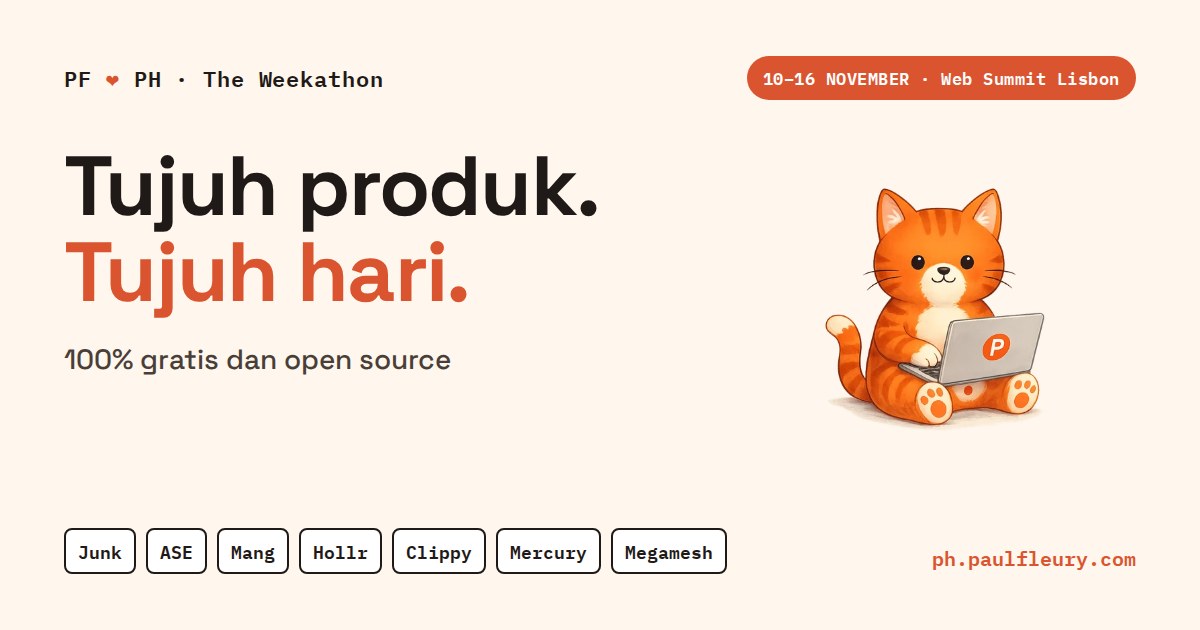 PF ❤ PH · The Weekathon
10–16 NOVEMBER · Web Summit Lisbon
Tujuh produk.
Tujuh hari.
100% gratis dan open source
P
Junk
ASE
Mang
Hollr
Clippy
Mercury
Megamesh
ph.paulfleury.com